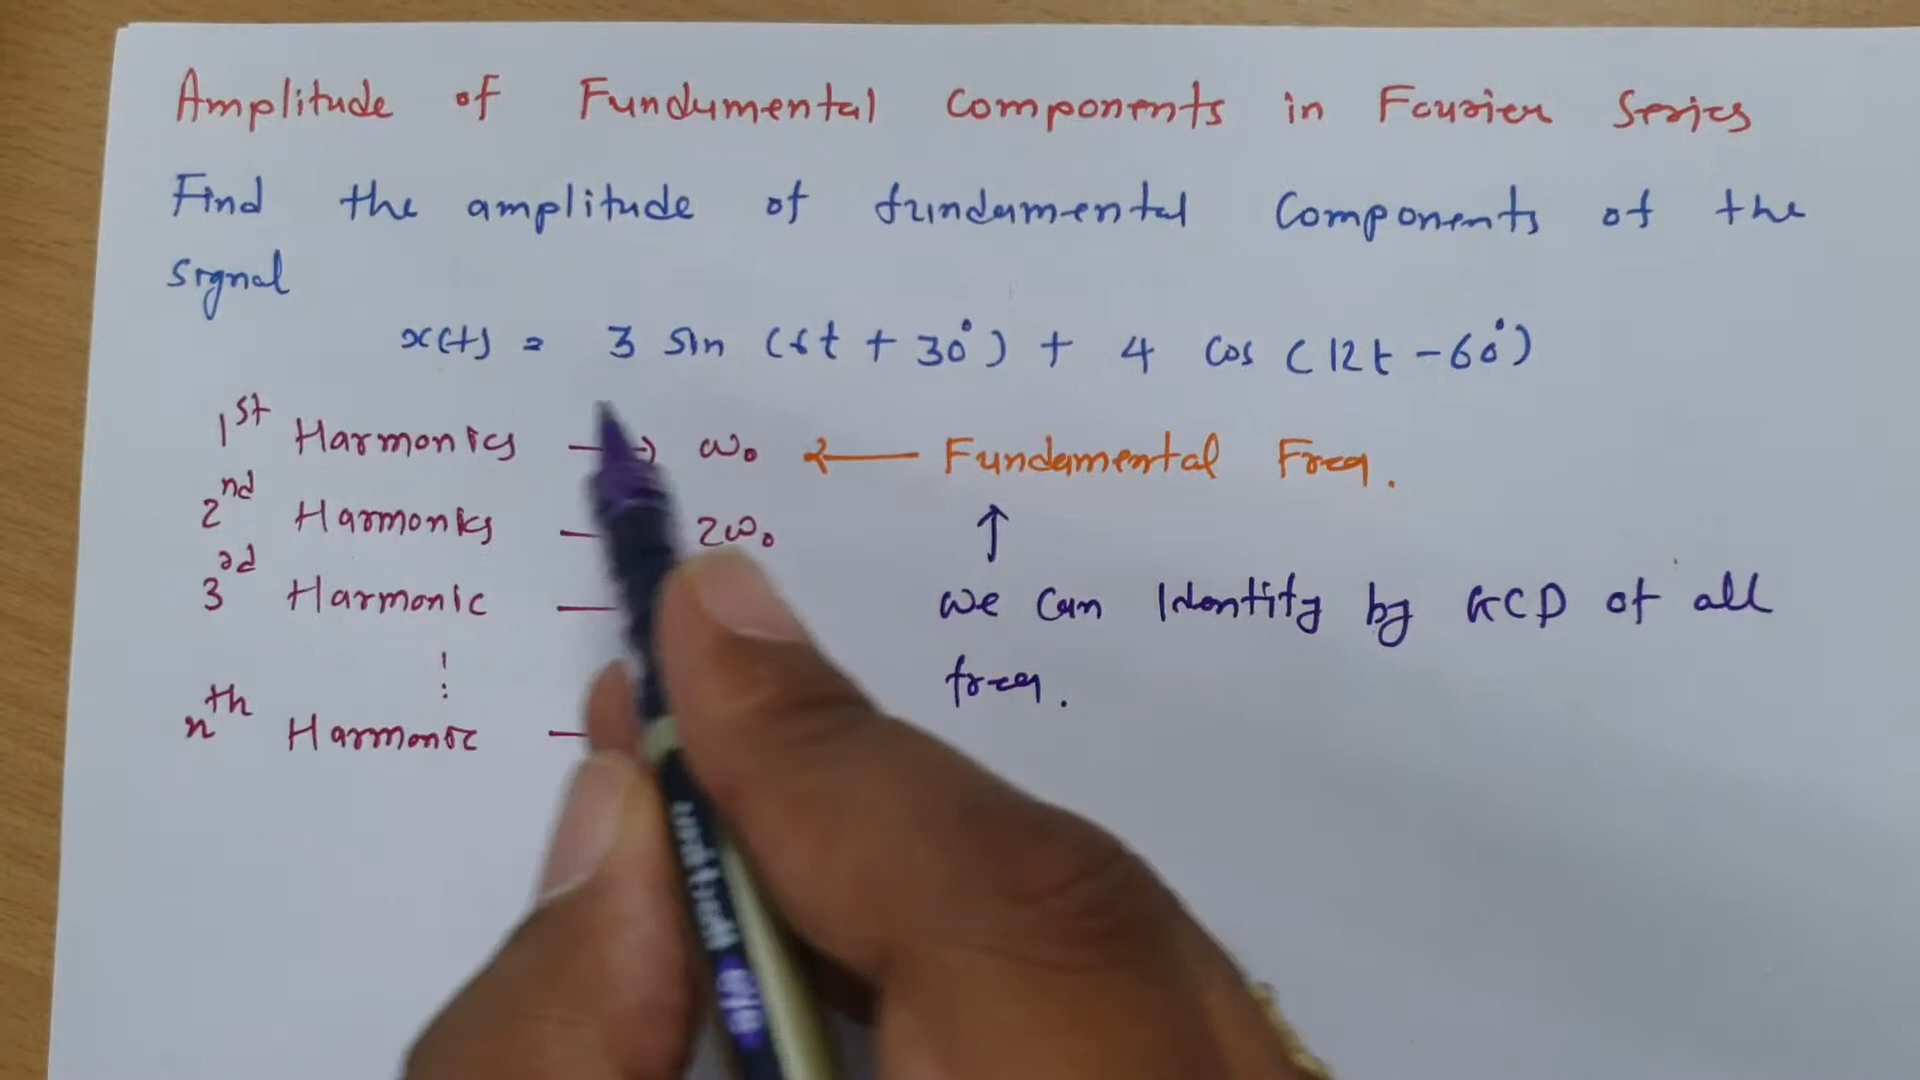 Amplitude of Fundumental Components in Fourier Series
Find the amplitude of fundamental Components of the
Signal
x(t) = 3 sin (6t + 30°) + 4 cos (12t - 60°)
1st Harmonics → ω₀ ← Fundamental Freq.
2nd Harmonics — 2ω₀ ↑
3rd Harmonic — we can Identify by GCD of all
freq.
nth Harmonic —